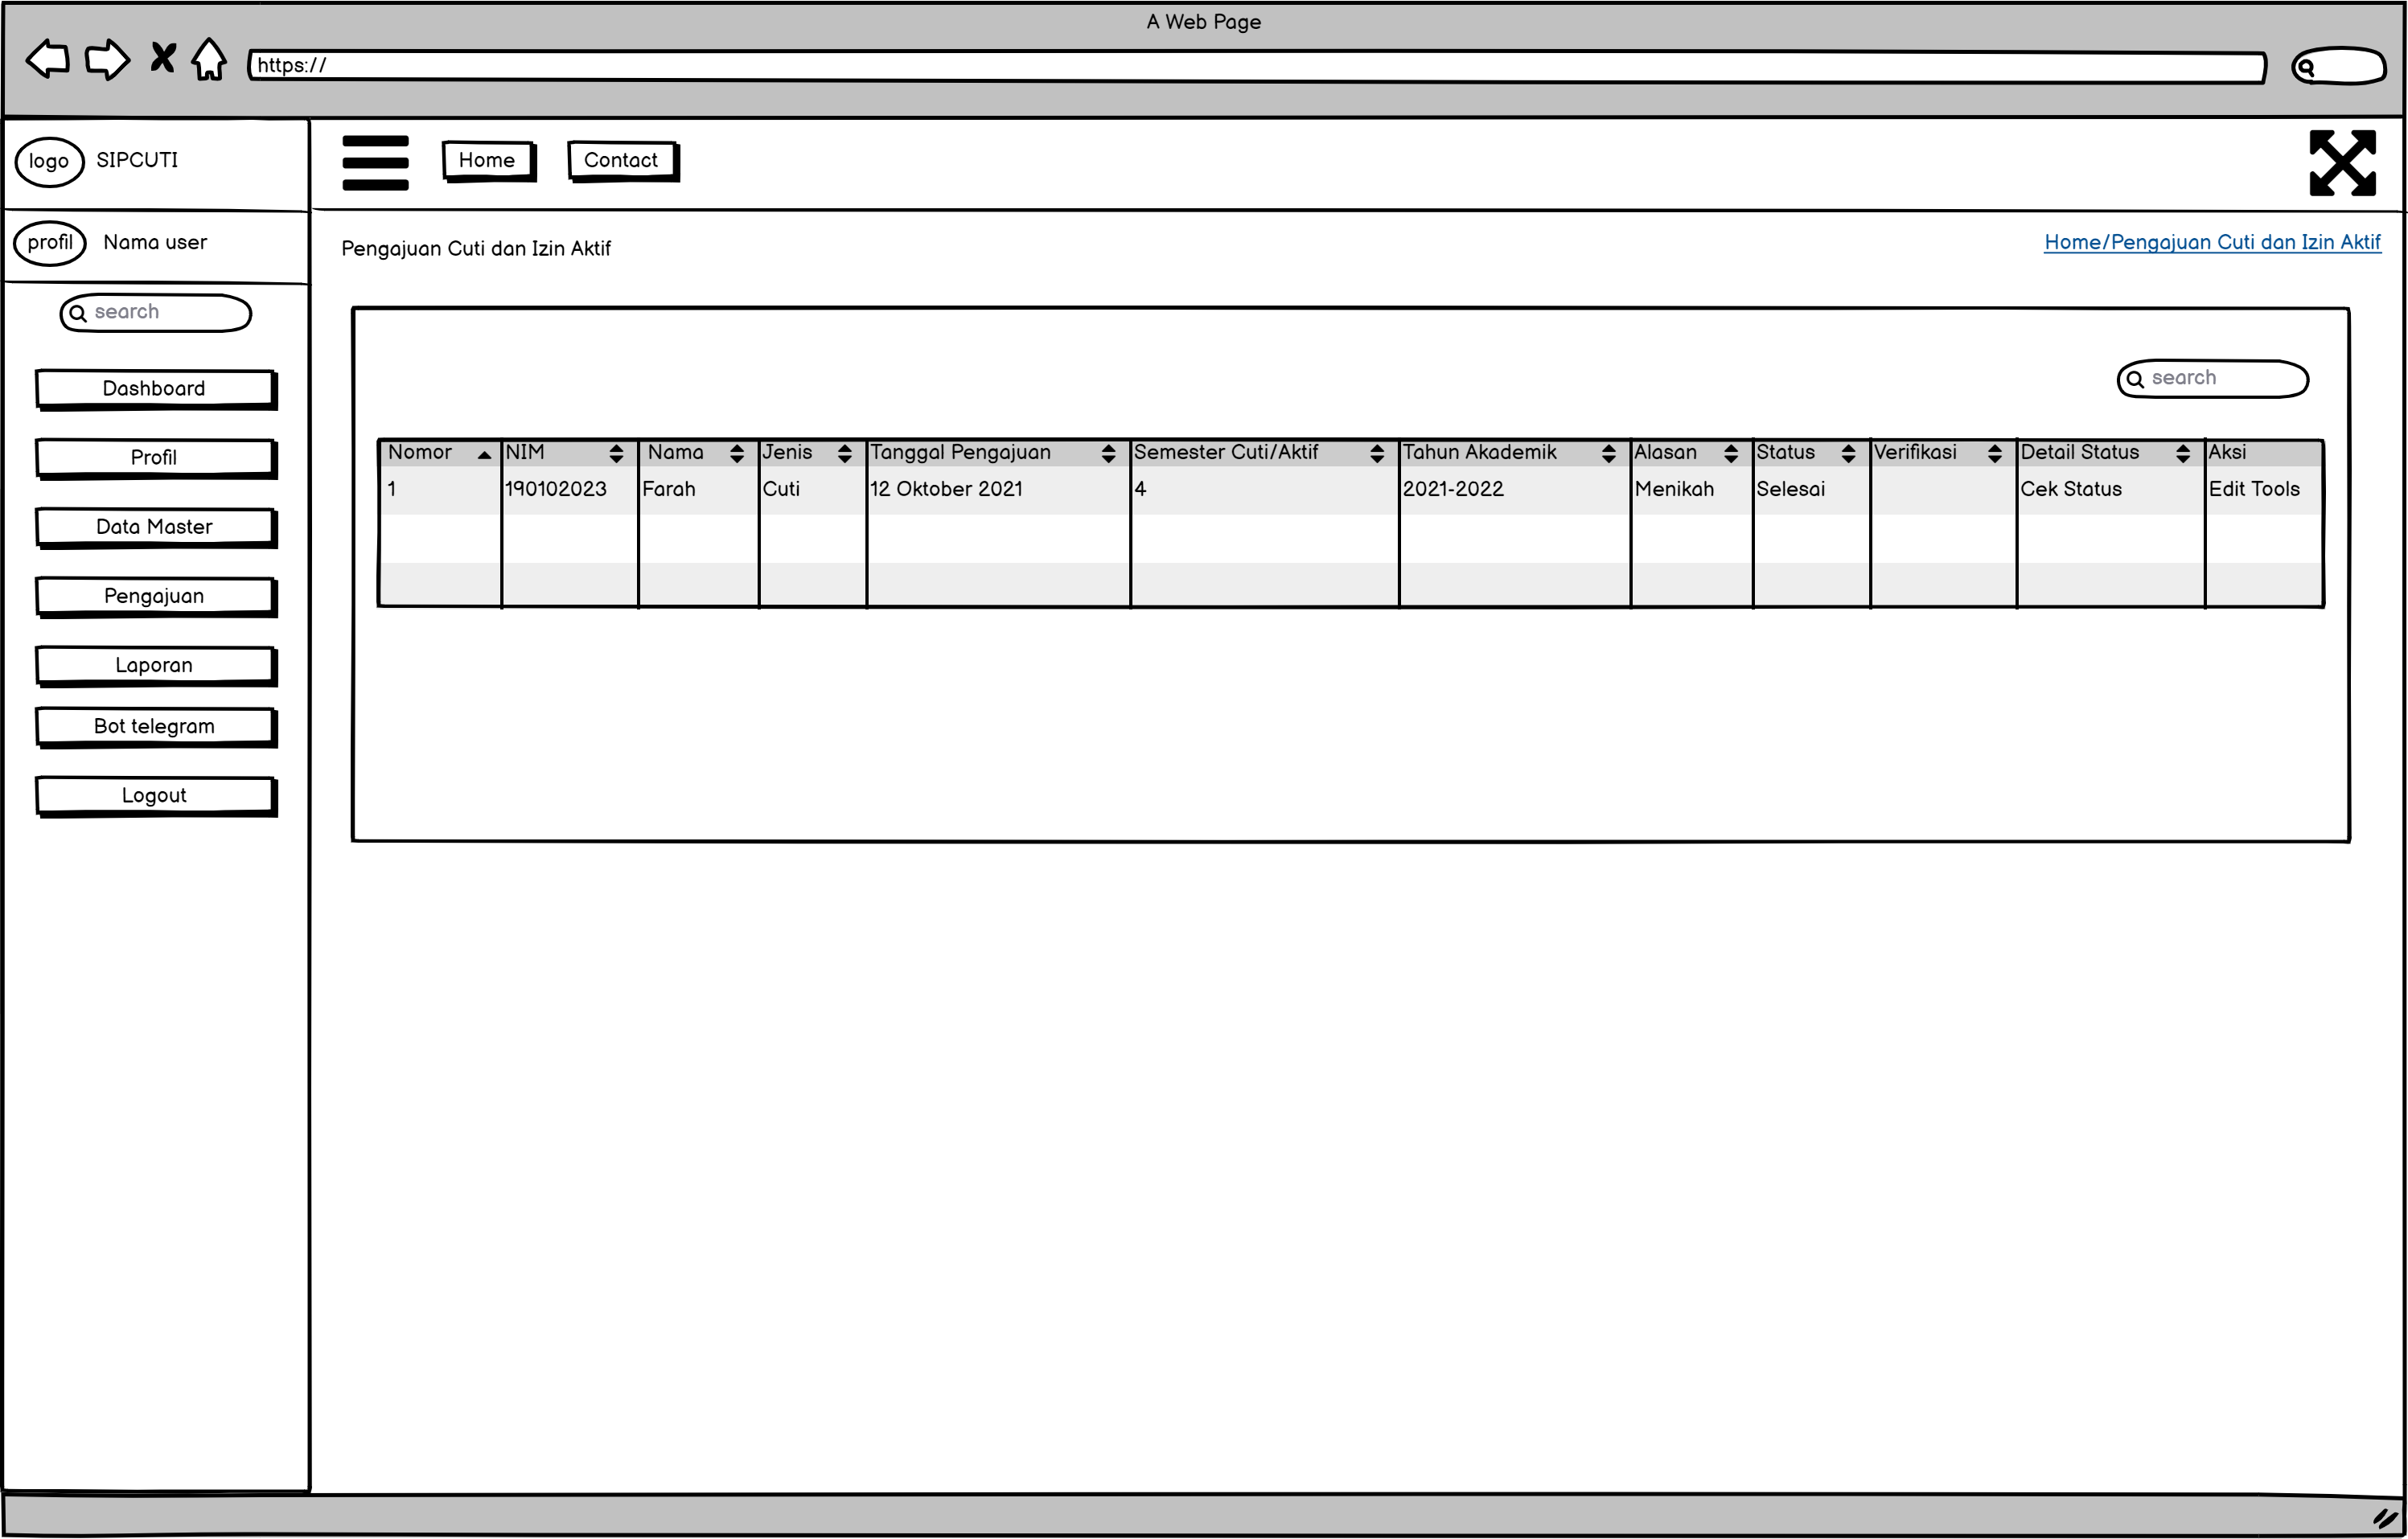 A Web Page
https://
logo SIPCUTI
Home Contact
profil Nama user
Pengajuan Cuti dan Izin Aktif
Home/Pengajuan Cuti dan Izin Aktif
search
Dashboard
Profil
Data Master
Pengajuan
Laporan
Bot telegram
Logout
search
Nomor NIM Nama Jenis Tanggal Pengajuan Semester Cuti/Aktif Tahun Akademik Alasan Status Verifikasi Detail Status Aksi
1 190102023 Farah Cuti 12 Oktober 2021 4 2021-2022 Menikah Selesai Cek Status Edit Tools